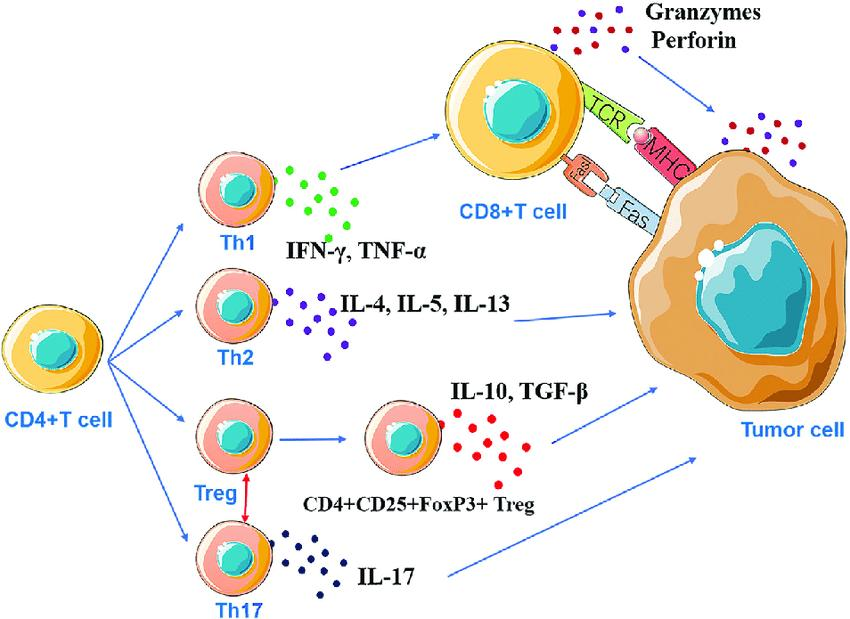 Granzymes
Perforin
TCR
MHC
Fas
Fas
CD8+T cell
Th1
IFN-γ, TNF-α
IL-4, IL-5, IL-13
Th2
CD4+T cell
Tumor cell
IL-10, TGF-β
Treg
CD4+CD25+FoxP3+ Treg
IL-17
Th17